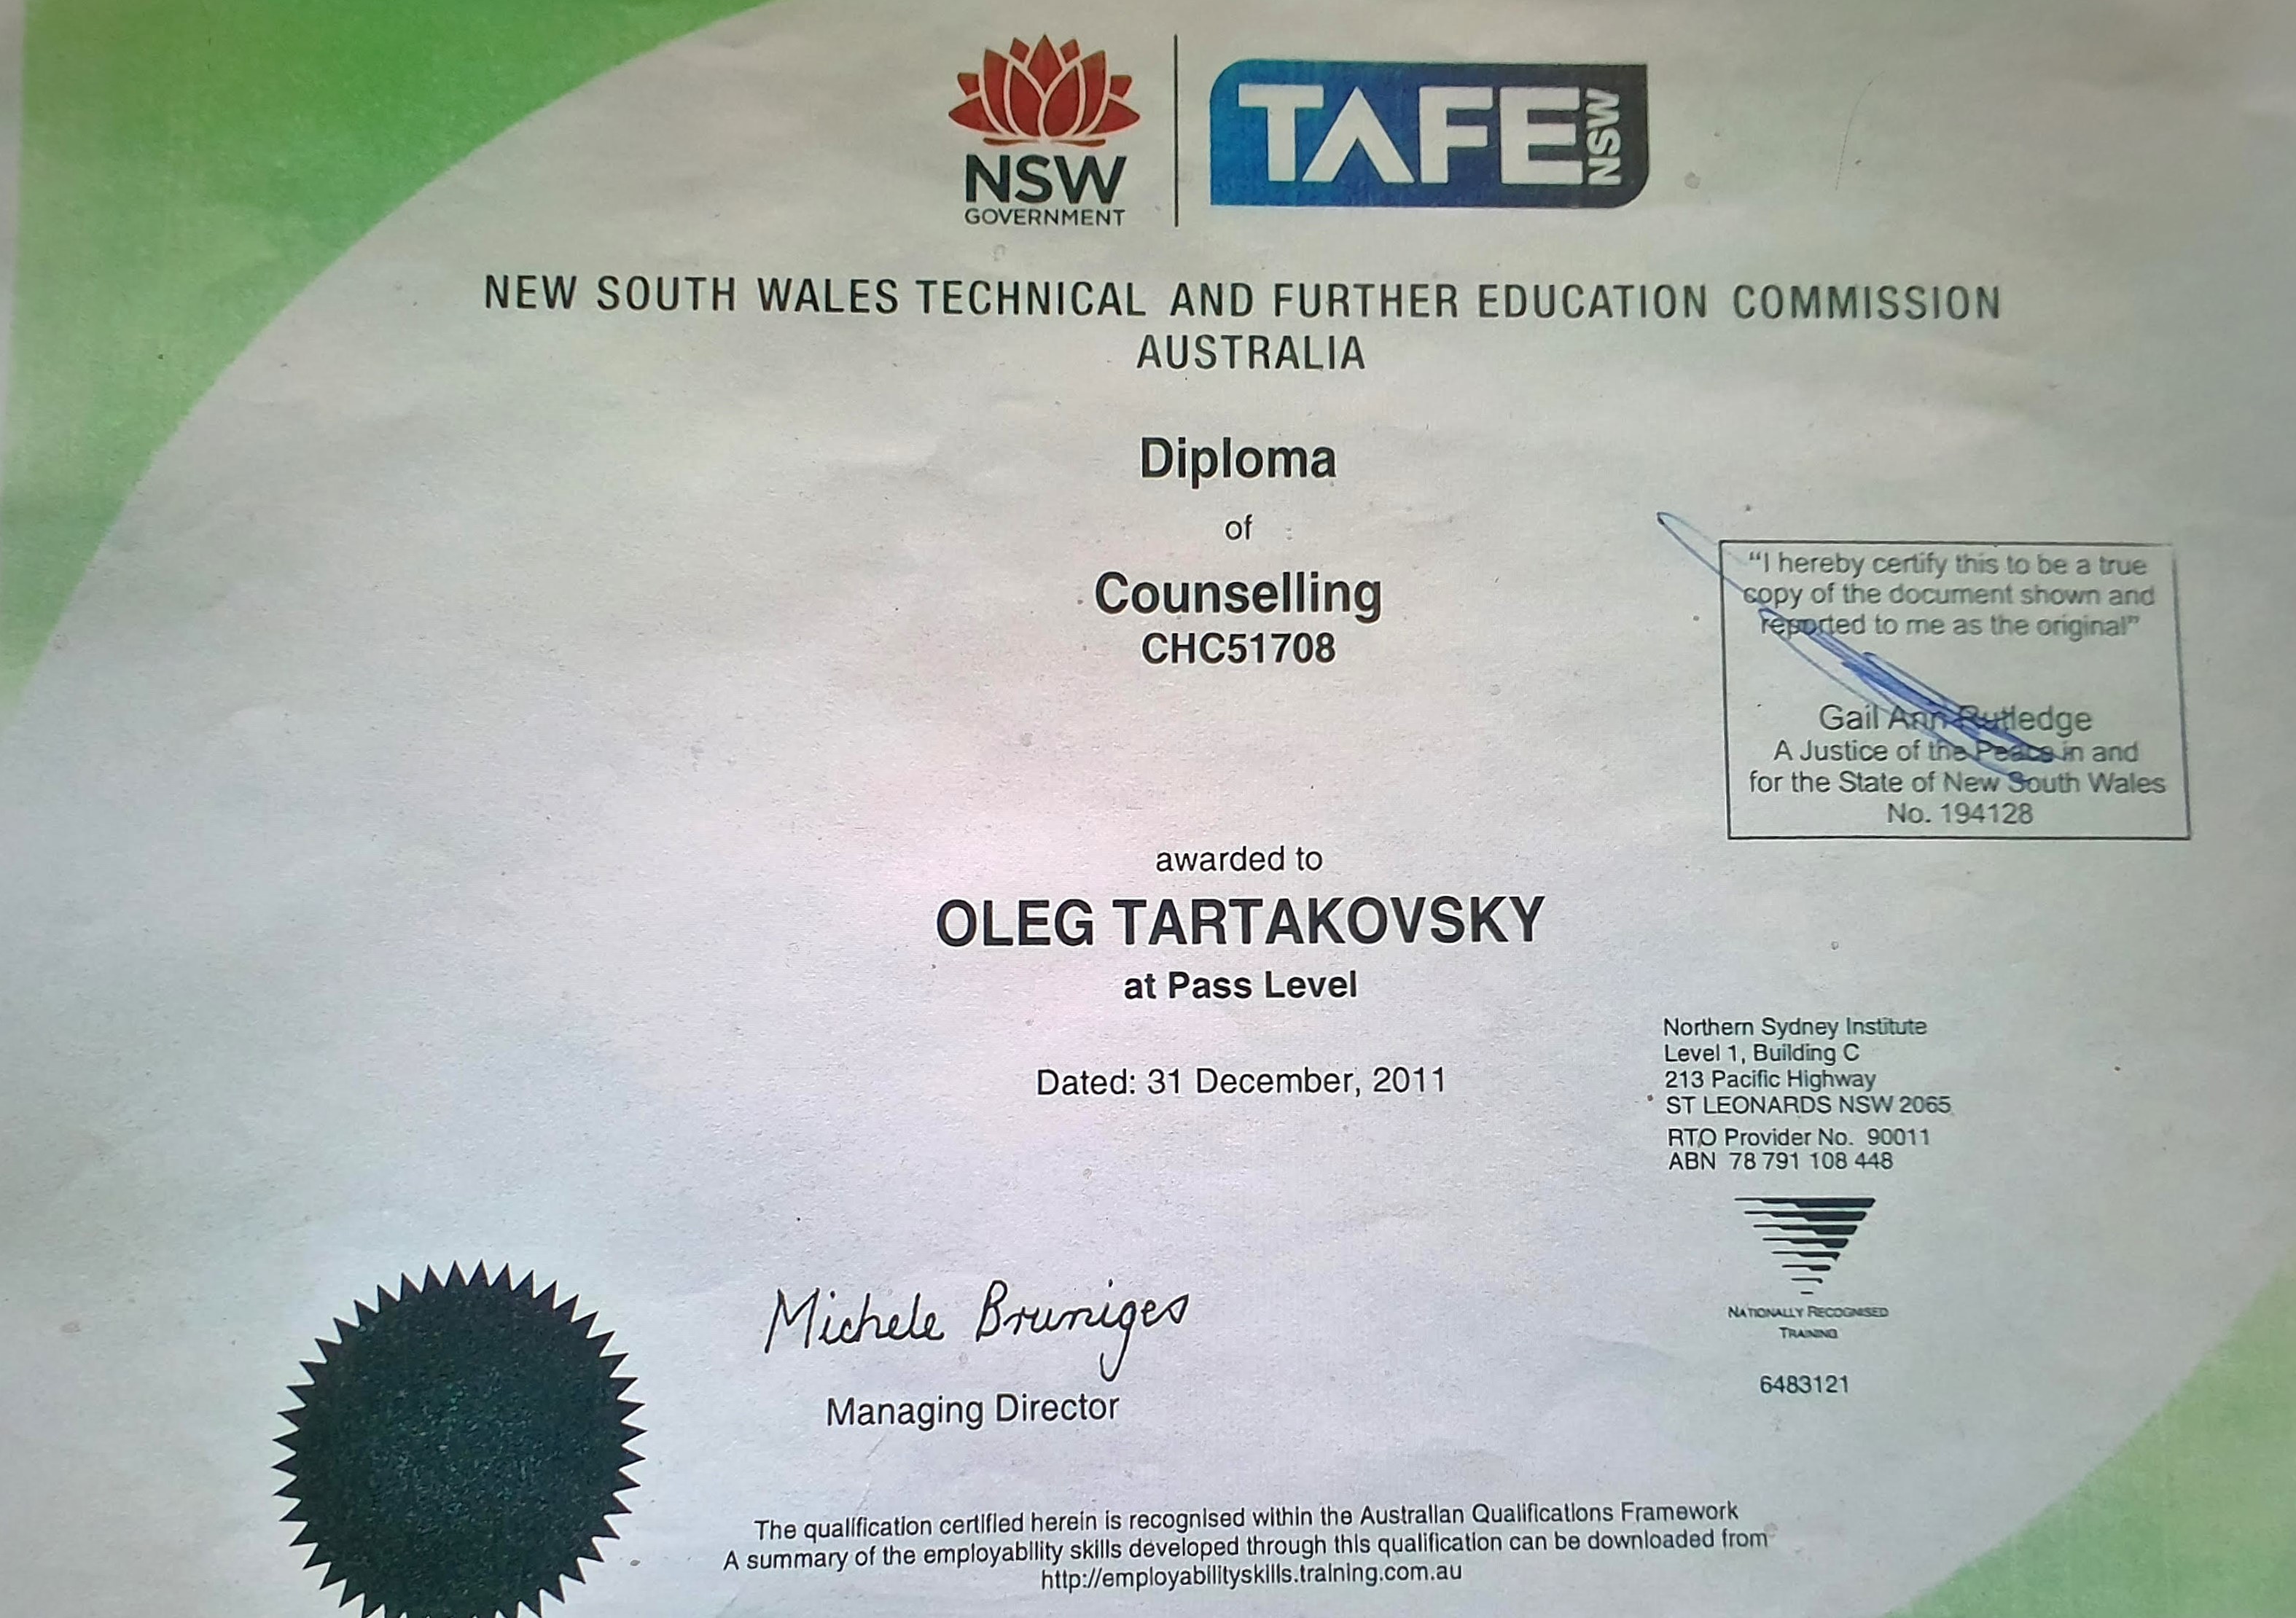 NSW
GOVERNMENT
TAFE NSW
NEW SOUTH WALES TECHNICAL AND FURTHER EDUCATION COMMISSION
AUSTRALIA
Diploma
of
Counselling
CHC51708
"I hereby certify this to be a true
copy of the document shown and
reported to me as the original"
Gail Ann Rutledge
A Justice of the Peace in and
for the State of New South Wales
No. 194128
awarded to
OLEG TARTAKOVSKY
at Pass Level
Dated: 31 December, 2011
Northern Sydney Institute
Level 1, Building C
213 Pacific Highway
ST LEONARDS NSW 2065
RTO Provider No. 90011
ABN 78 791 108 448
NATIONALLY RECOGNISED
TRAINING
6483121
Michele Bruniges
Managing Director
The qualification certified herein is recognised within the Australian Qualifications Framework
A summary of the employability skills developed through this qualification can be downloaded from
http://employabilityskills.training.com.au